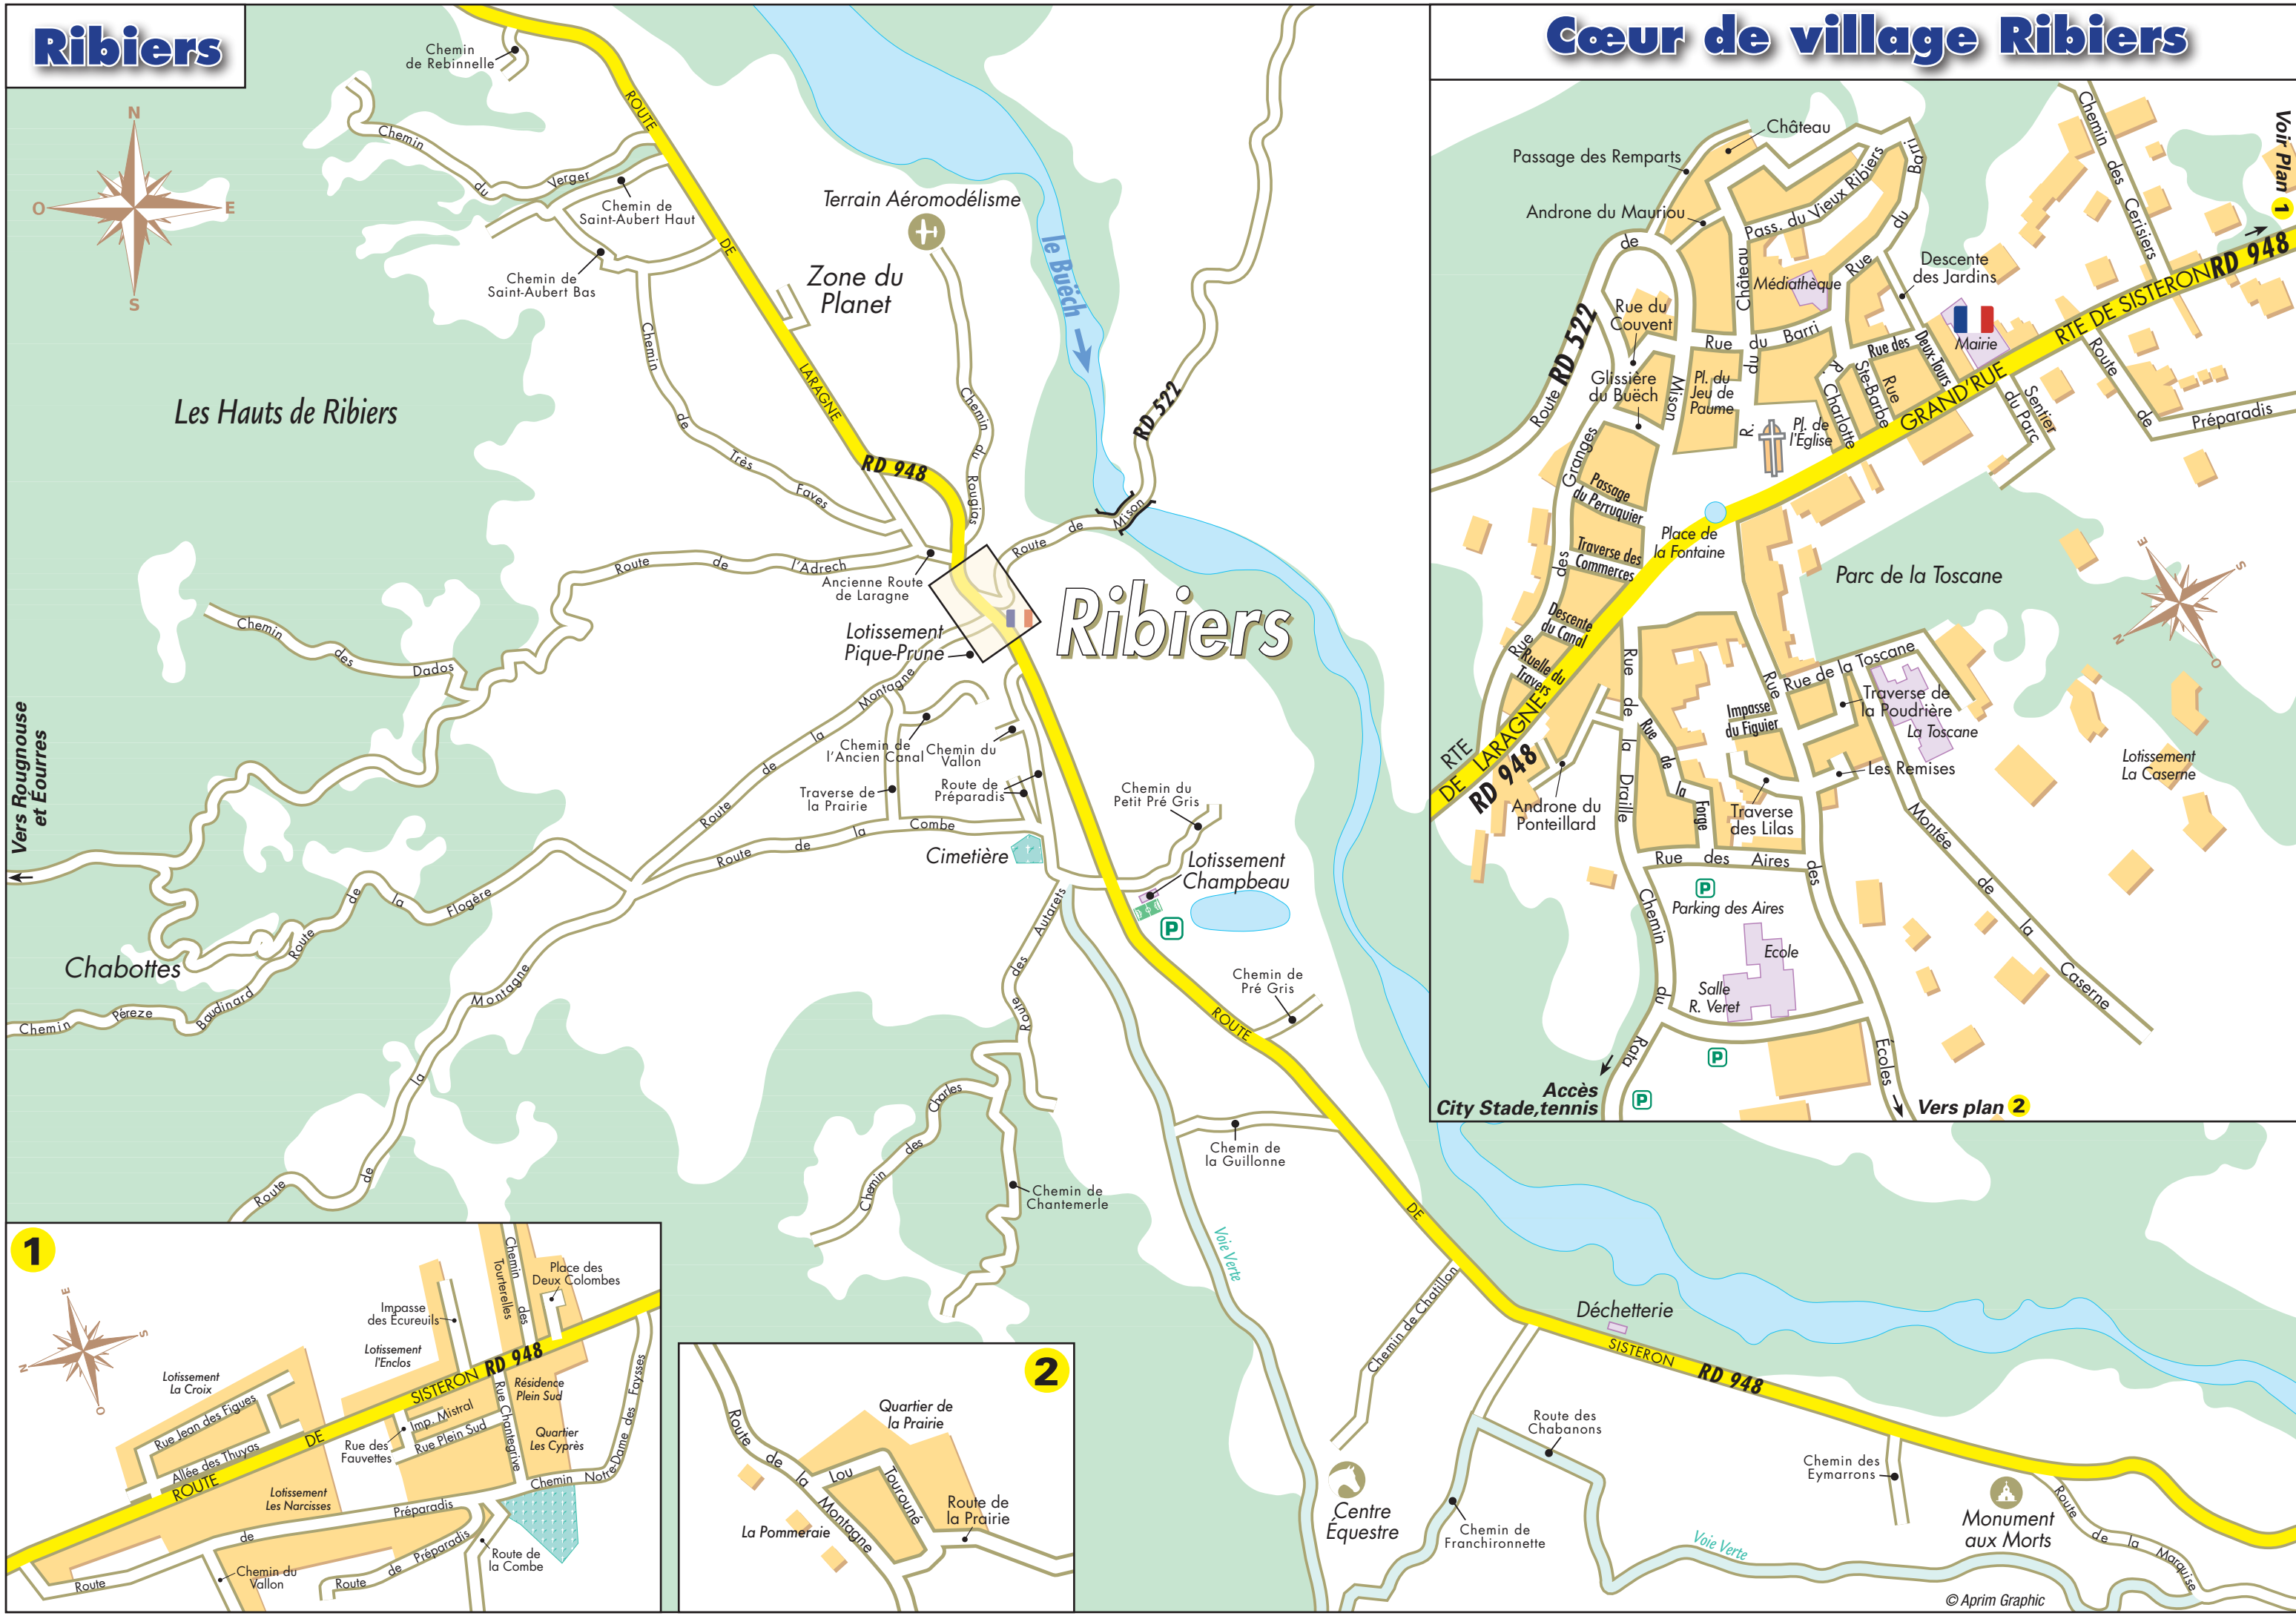 Ribiers
N
O
E
S
Chemin
de Rebinnelle
Chemin
du
Verger
Chemin de
Saint-Aubert Haut
Chemin de
Saint-Aubert Bas
ROUTE
DE
LARAGNE
RD 948
Terrain Aéromodélisme
Zone du
Planet
le Buëch
RD 522
Les Hauts de Ribiers
Chemin
de
Très
Faves
Chemin
du
Rougias
Route
de
Mison
Route
de
l'Adrech
Ancienne Route
de Laragne
Ribiers
Lotissement
Pique-Prune
Chemin
des
Dados
Vers Rougnouse
et Éourres
Route
de
la
Montagne
Chemin de
l'Ancien Canal
Chemin du
Vallon
Traverse de
la Prairie
Route de
Préparadis
Chemin du
Petit Pré Gris
Route
de
la
Combe
Cimetière
Lotissement
Champbeau
P
Route
de
la
Flogère
Chabottes
Chemin
Péreze
Baudinard
Route
des
Autarets
Chemin de
Pré Gris
ROUTE
DE
SISTERON
RD 948
Route
de
la
Montagne
Chemin
des
Charles
Chemin de
Chantemerle
Chemin de
la Guillonne
Voie Verte
Chemin de Chatillon
Déchetterie
Route des
Chabanons
Chemin des
Eymarrons
Centre
Équestre
Chemin de
Franchironnette
Voie Verte
Monument
aux Morts
Route
de
la
Marquise
© Aprim Graphic
Cœur de village Ribiers
Château
Passage des Remparts
Androne du Mauriou
Pass. du Vieux Ribiers
Rue
du
Barri
Descente
des Jardins
Médiathèque
Chemin
des
Cerisiers
Voir Plan
1
RD 948
RTE DE SISTERON
Mairie
GRAND'RUE
Route
de
Préparadis
Sentier
du Parc
Route
RD 522
de
Mison
Rue du
Couvent
Glissière
du Buëch
Rue
du
Barri
R.
du
Château
Pl. du
Jeu de
Paume
Pl. de
l'Église
R. Charlotte
Rue
Ste-Barbe
Rue des
Deux-Tours
Rue
des
Granges
Passage
du Perruquier
Traverse des
Commerces
Place de
la Fontaine
Descente
du Canal
Ruelle du
Travers
RTE
DE LARAGNE
RD 948
Parc de la Toscane
E
S
N
O
Androne du
Ponteillard
Rue
de
la
Draille
Rue
de
la
Forge
Impasse
du Figuier
Rue de la Toscane
Traverse de
la Poudrière
La Toscane
Les Remises
Traverse
des Lilas
Lotissement
La Caserne
Montée
de
la
Caserne
Rue
des
Aires
P
Parking des Aires
Ecole
Salle
R. Veret
Chemin
du
Rata
P
P
Accès
City Stade,tennis
Rue
des
Écoles
Vers plan 2
1
E
S
N
O
Chemin
des
Tourterelles
Place des
Deux Colombes
Impasse
des Ecureuils
Lotissement
l'Enclos
Lotissement
La Croix
Rue Jean des Figues
Allée des Thuyas
ROUTE
DE
SISTERON
RD 948
Résidence
Plein Sud
Imp. Mistral
Rue Plein Sud
Rue des
Fauvettes
Rue Chantegrive
Quartier
Les Cyprès
Chemin
Notre-Dame des Faysses
Lotissement
Les Narcisses
Route
de
Préparadis
Route
de
Préparadis
Route de
la Combe
Chemin du
Vallon
2
Quartier de
la Prairie
Route
de
la
Montagne
Lou
Tourouné
Route de
la Prairie
La Pommeraie